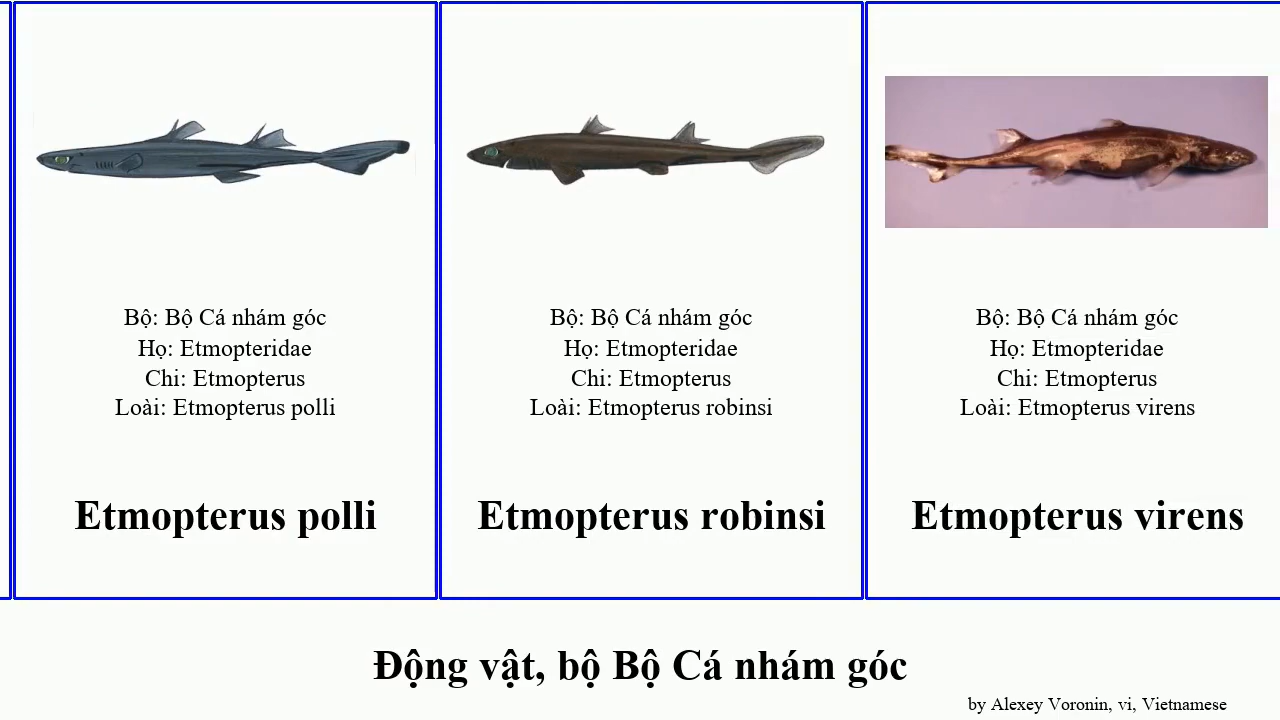 Bộ: Bộ Cá nhám góc
Họ: Etmopteridae
Chi: Etmopterus
Loài: Etmopterus polli
Etmopterus polli
Bộ: Bộ Cá nhám góc
Họ: Etmopteridae
Chi: Etmopterus
Loài: Etmopterus robinsi
Etmopterus robinsi
Bộ: Bộ Cá nhám góc
Họ: Etmopteridae
Chi: Etmopterus
Loài: Etmopterus virens
Etmopterus virens
Động vật, bộ Bộ Cá nhám góc
by Alexey Voronin, vi, Vietnamese